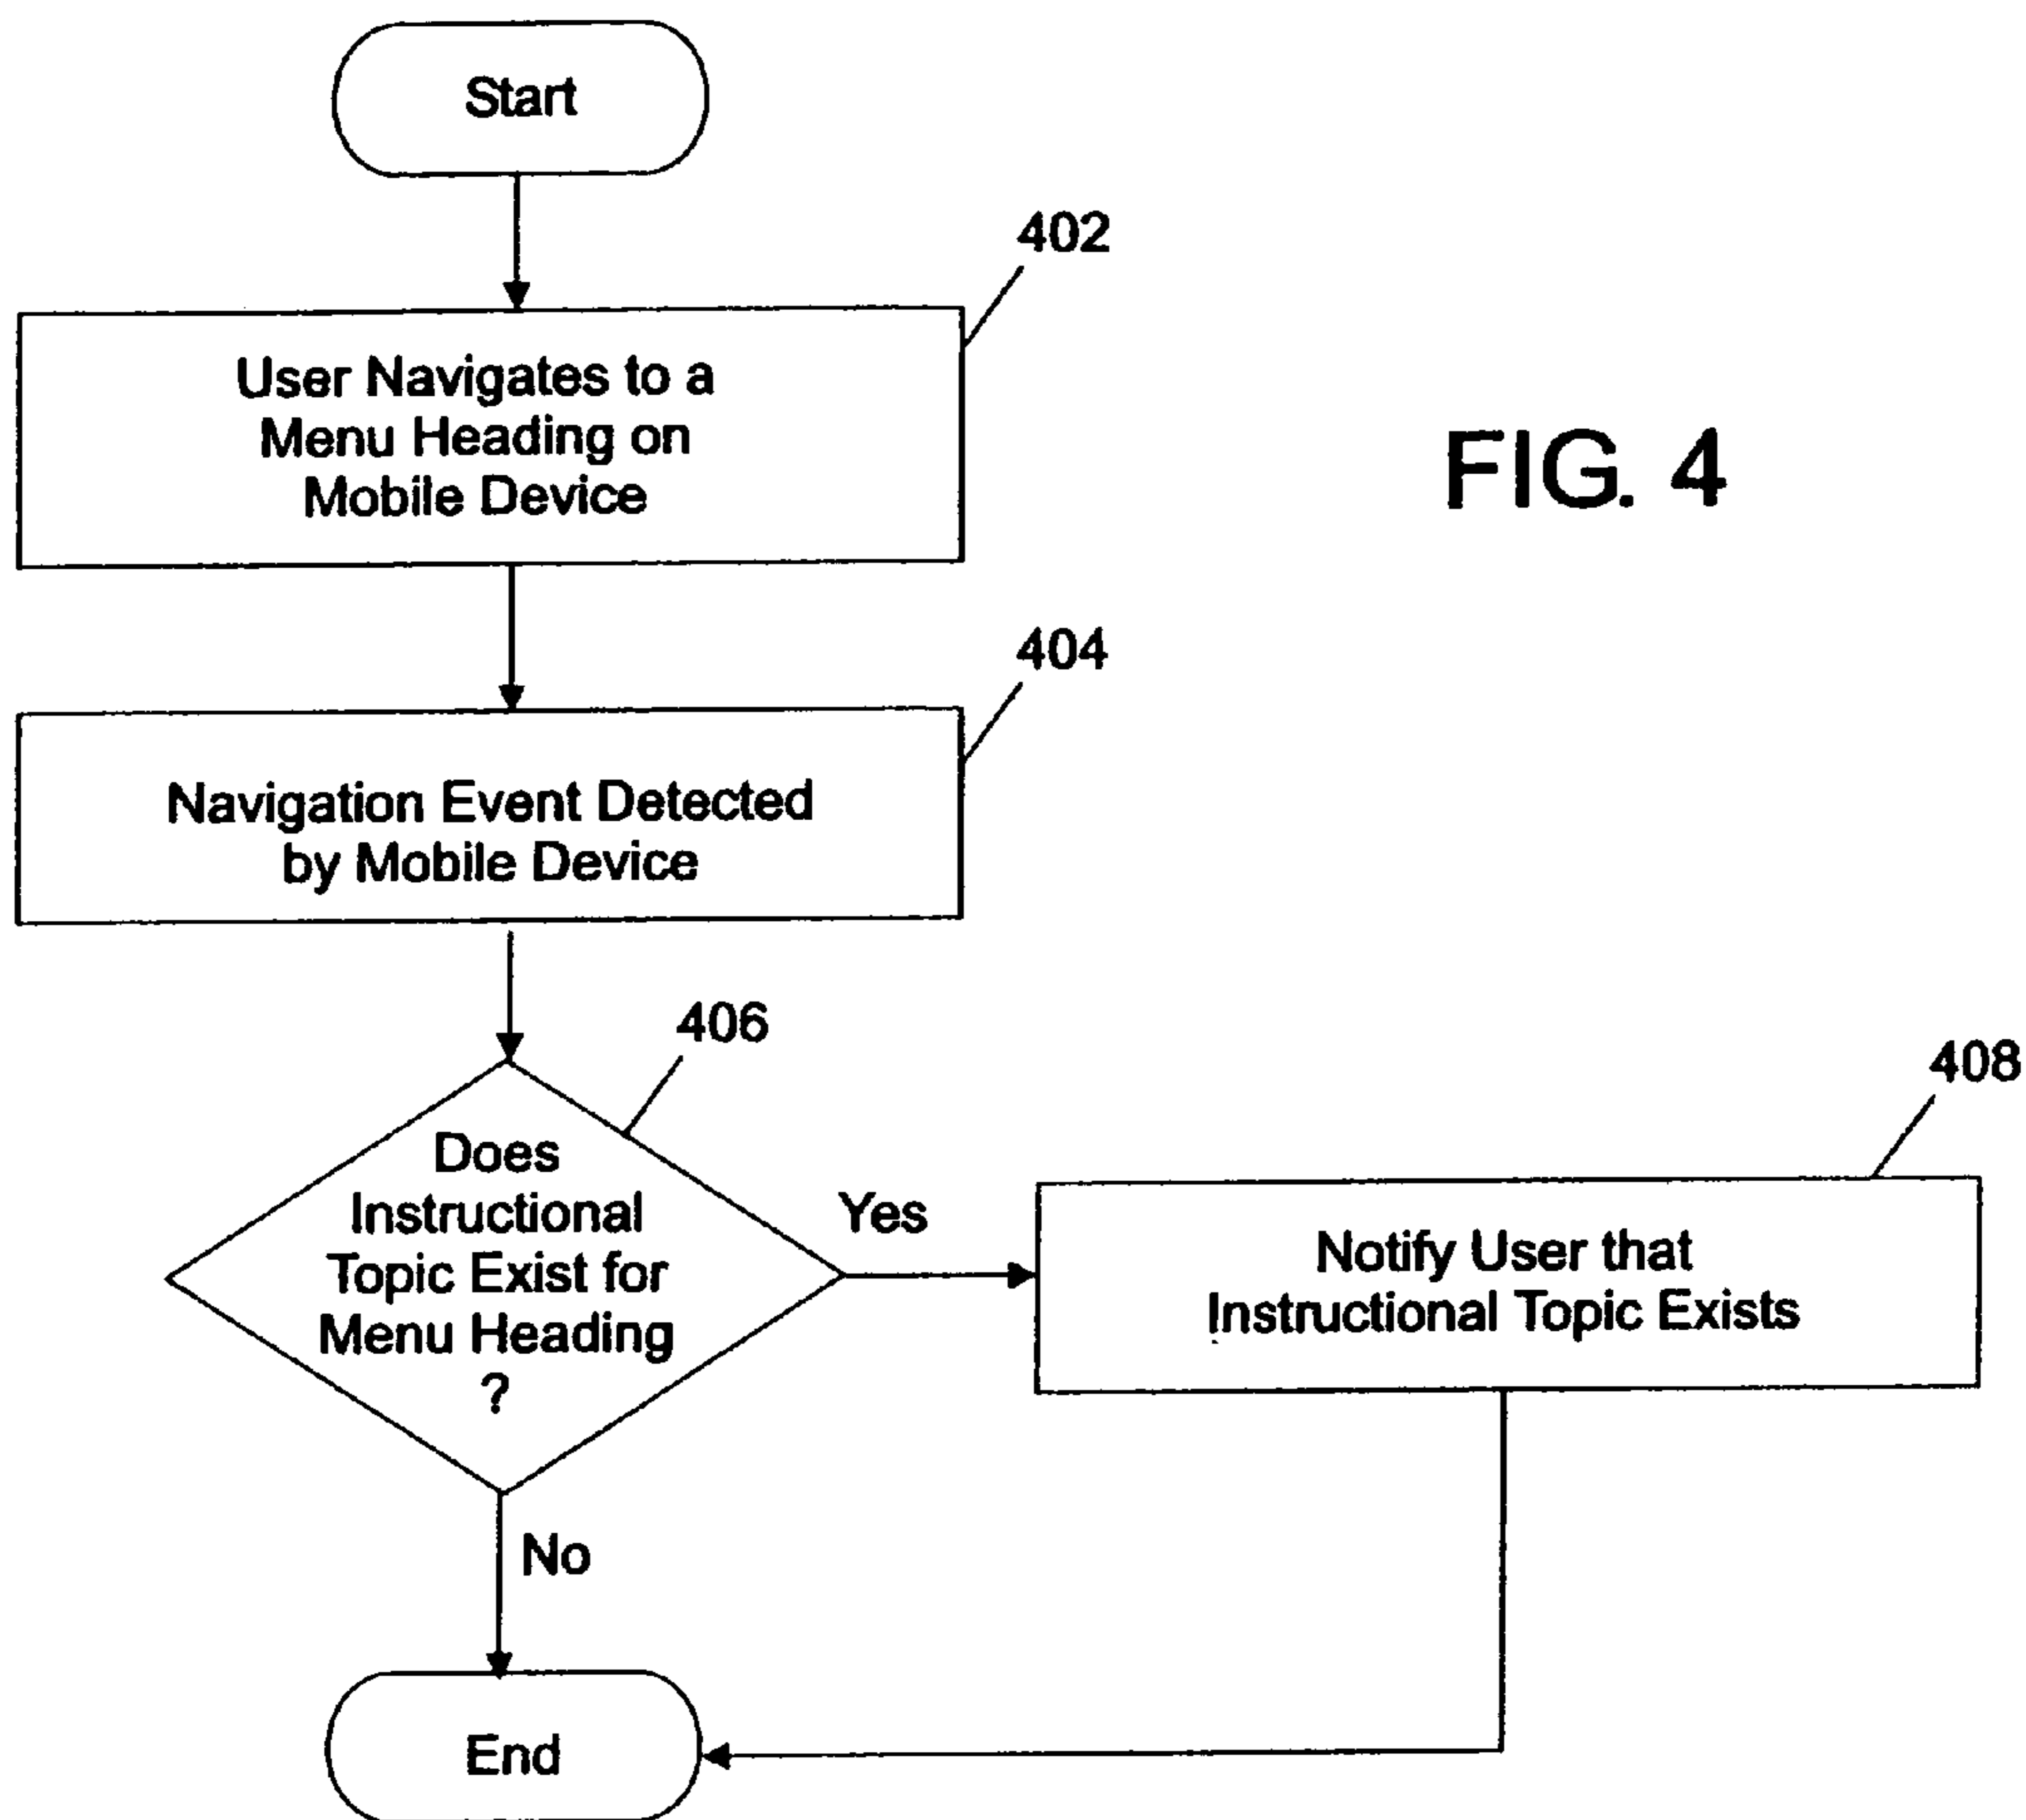 Start
402
User Navigates to a
Menu Heading on
Mobile Device
FIG. 4
404
Navigation Event Detected
by Mobile Device
406
Does
Instructional
Topic Exist for
Menu Heading
?
Yes
408
Notify User that
Instructional Topic Exists
No
End